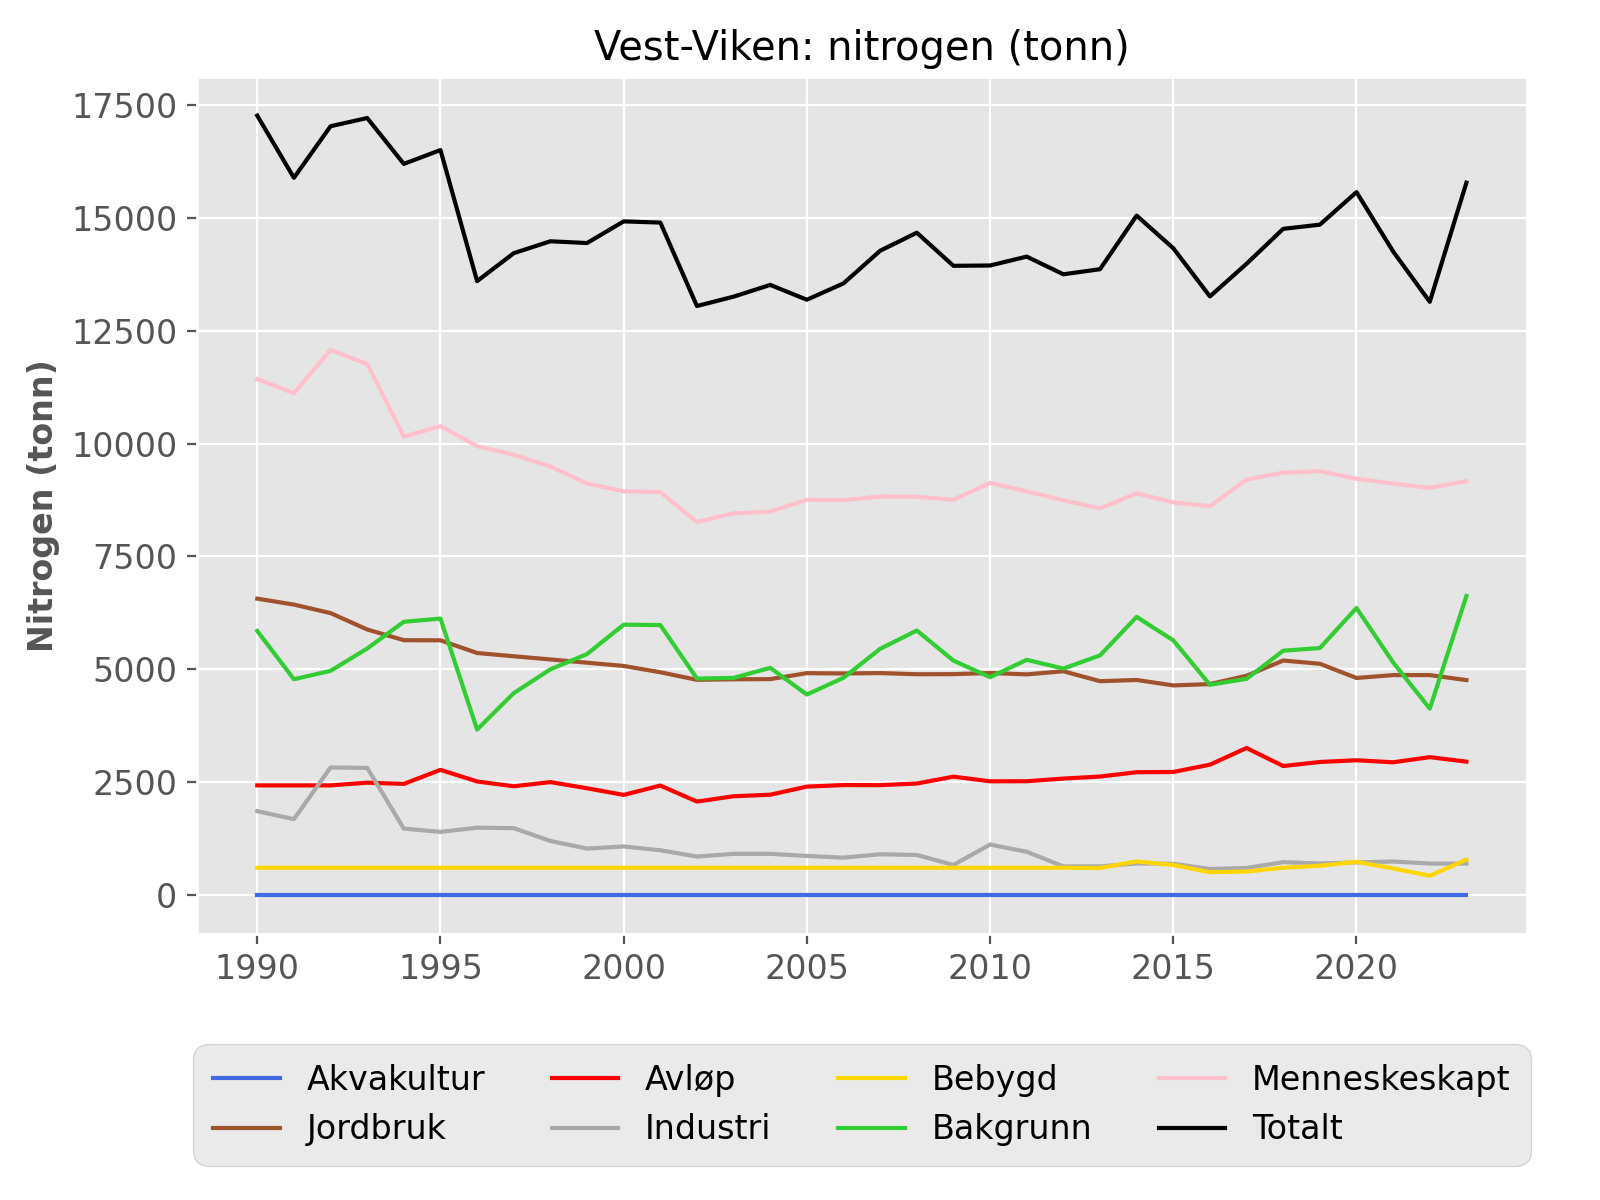 Vest-Viken: nitrogen (tonn)
Nitrogen (tonn)
17500
15000
12500
10000
7500
5000
2500
0
1990 1995 2000 2005 2010 2015 2020
Akvakultur Avløp Bebygd Menneskeskapt
Jordbruk Industri Bakgrunn Totalt